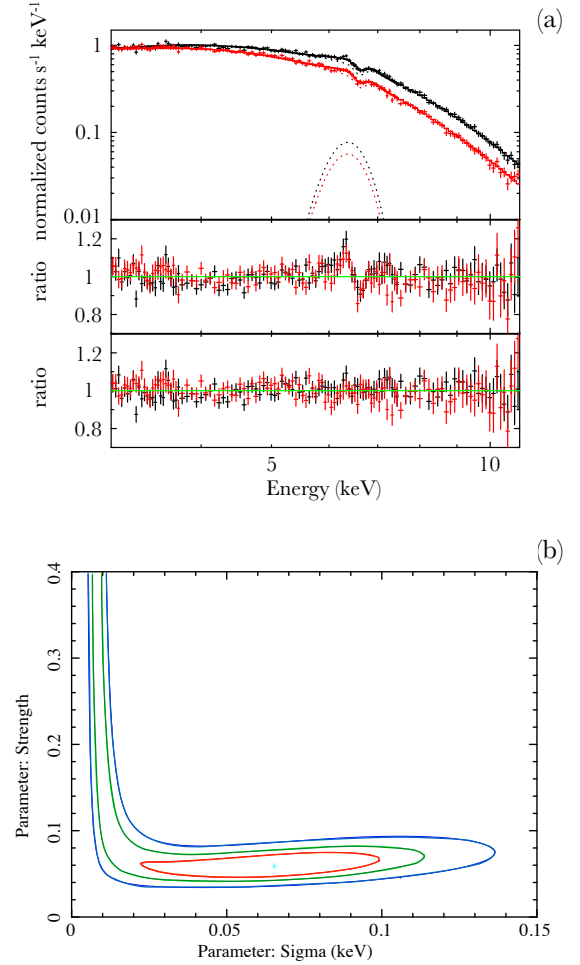 (a)
normalized counts s⁻¹ keV⁻¹
1
0.1
0.01
ratio
1.2
1
0.8
ratio
1.2
1
0.8
5
10
Energy (keV)
(b)
Parameter: Strength
0.4
0.3
0.2
0.1
0
0
0.05
0.1
0.15
Parameter: Sigma (keV)